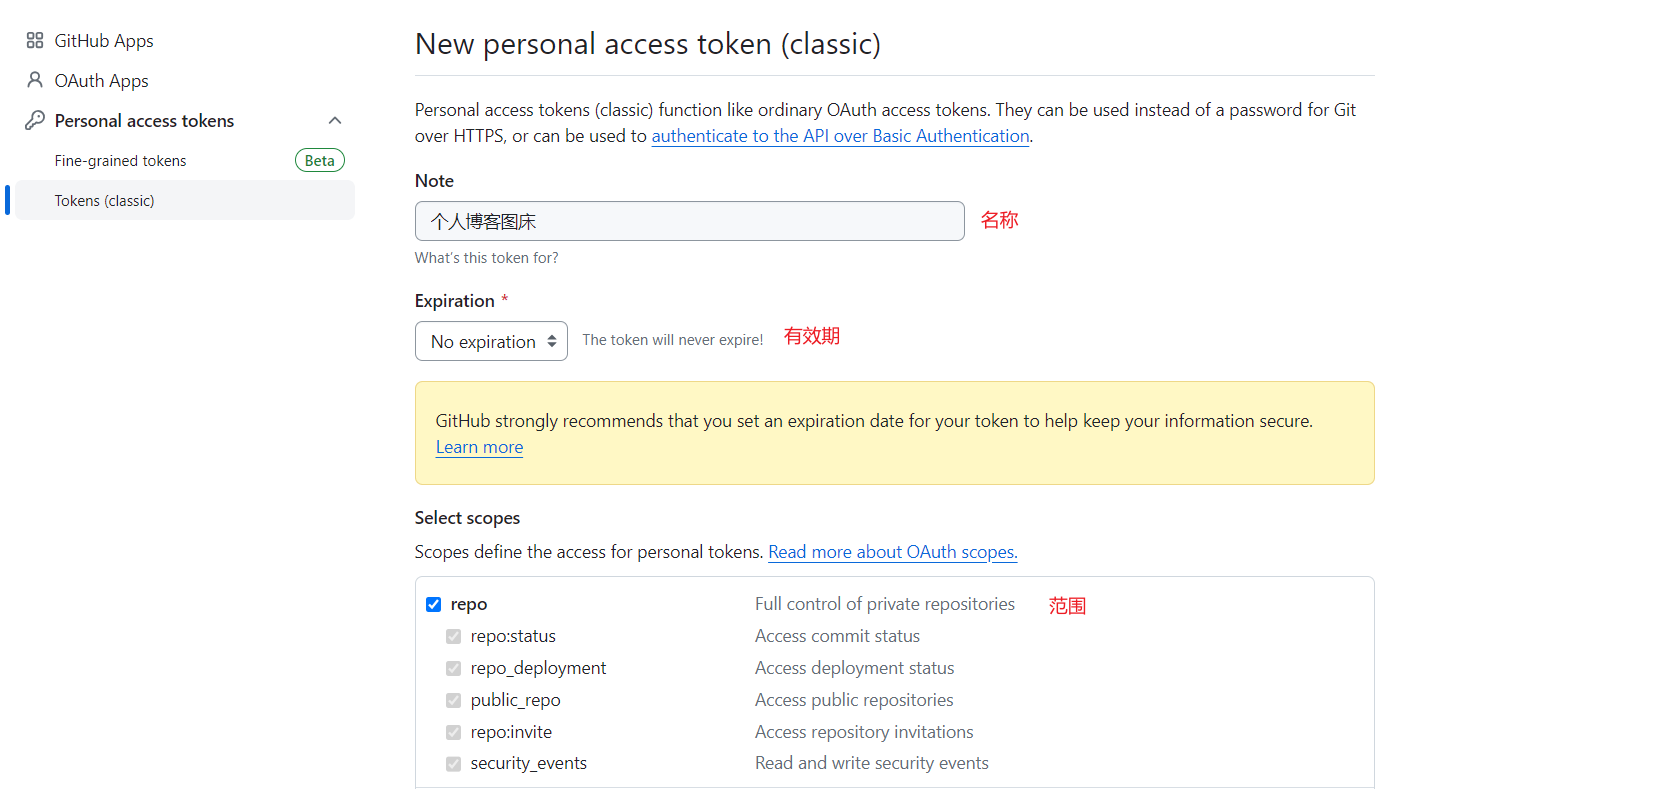 GitHub Apps
OAuth Apps
Personal access tokens
Fine-grained tokens Beta
Tokens (classic)
New personal access token (classic)
Personal access tokens (classic) function like ordinary OAuth access tokens. They can be used instead of a password for Git
over HTTPS, or can be used to authenticate to the API over Basic Authentication.
Note
个人博客图床 名称
What's this token for?
Expiration *
No expiration The token will never expire! 有效期
GitHub strongly recommends that you set an expiration date for your token to help keep your information secure.
Learn more
Select scopes
Scopes define the access for personal tokens. Read more about OAuth scopes.
repo Full control of private repositories 范围
repo:status Access commit status
repo_deployment Access deployment status
public_repo Access public repositories
repo:invite Access repository invitations
security_events Read and write security events